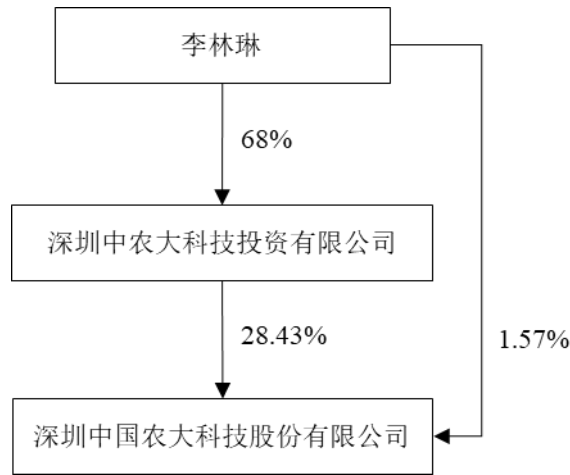 李林琳
68%
深圳中农大科技投资有限公司
28.43%
1.57%
深圳中国农大科技股份有限公司